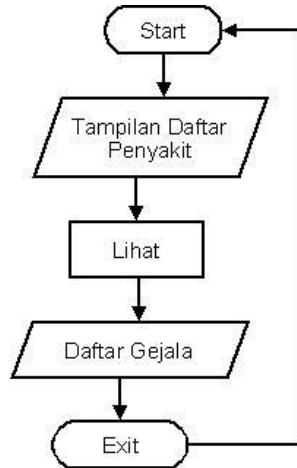 Start
Tampilan Daftar
Penyakit
Lihat
Daftar Gejala
Exit